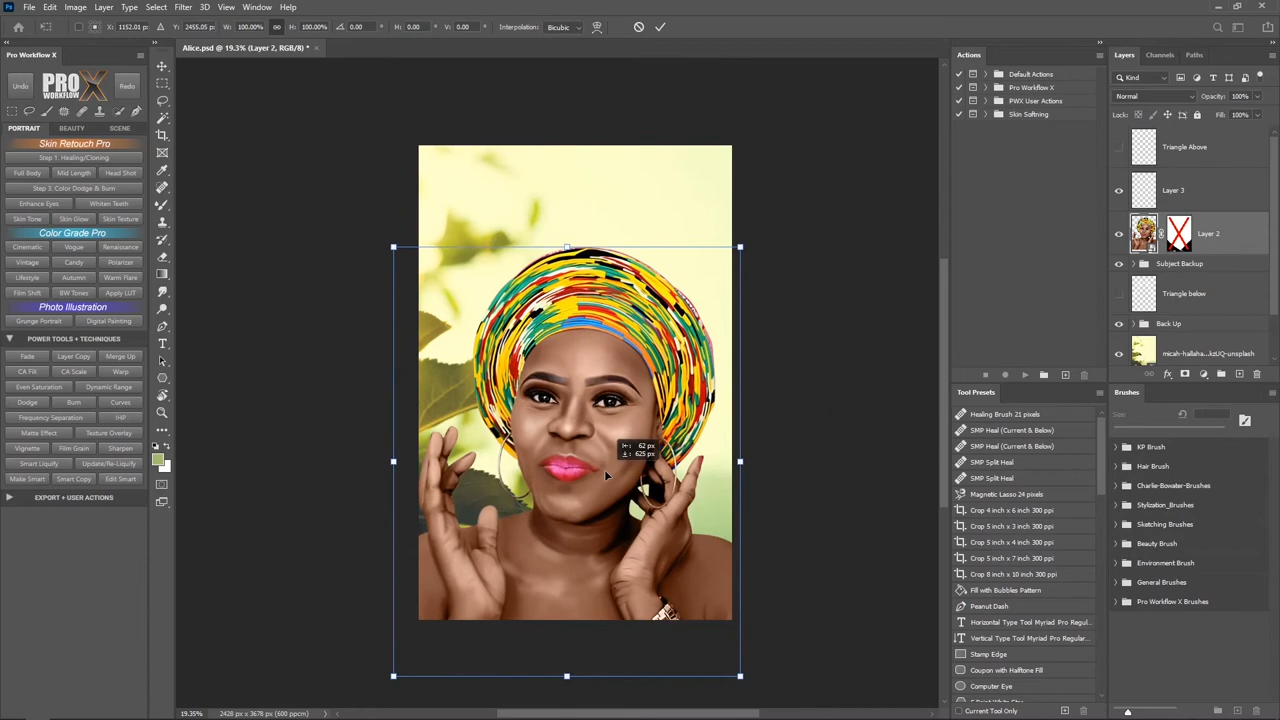 File Edit Image Layer Type Select Filter 3D View Window Help
X: 1152.01 px Y: 2455.05 px W: 100.00% H: 100.00% 0.00 H: 0.00 V: 0.00 Interpolation: Bicubic
Alice.psd @ 19.3% (Layer 2, RGB/8) *
Pro Workflow X
Undo PRO WORKFLOW X Redo
PORTRAIT BEAUTY SCENE
Skin Retouch Pro
Step 1. Healing/Cloning
Full Body Mid Length Head Shot
Step 3. Color Dodge & Burn
Enhance Eyes Whiten Teeth
Skin Tone Skin Glow Skin Texture
Color Grade Pro
Cinematic Vogue Renaissance
Vintage Candy Polarizer
Lifestyle Autumn Warm Flare
Film Shift BW Tones Apply LUT
Photo Illustration
Grunge Portrait Digital Painting
POWER TOOLS + TECHNIQUES
Fade Layer Copy Merge Up
CA Fill CA Scale Warp
Even Saturation Dynamic Range
Dodge Burn Curves
Frequency Separation IHP
Matte Effect Texture Overlay
Vignette Film Grain Sharpen
Smart Liquify Update/Re-Liquify
Make Smart Smart Copy Edit Smart
EXPORT + USER ACTIONS
62 px
625 px
19.35% 2428 px x 3678 px (600 ppcm)
Actions
Default Actions
Pro Workflow X
PWX User Actions
Skin Softning
Tool Presets
Healing Brush 21 pixels
SMP Heal (Current & Below)
SMP Heal (Current & Below)
SMP Split Heal
SMP Split Heal
Magnetic Lasso 24 pixels
Crop 4 inch x 6 inch 300 ppi
Crop 5 inch x 3 inch 300 ppi
Crop 5 inch x 4 inch 300 ppi
Crop 5 inch x 7 inch 300 ppi
Crop 8 inch x 10 inch 300 ppi
Fill with Bubbles Pattern
Peanut Dash
Horizontal Type Tool Myriad Pro Regul...
Vertical Type Tool Myriad Pro Regular...
Stamp Edge
Coupon with Halftone Fill
Computer Eye
Current Tool Only
Layers Channels Paths
Kind
Normal Opacity: 100%
Lock: Fill: 100%
Triangle Above
Layer 3
Layer 2
Subject Backup
Triangle below
Back Up
micah-hallaha...kzUQ-unsplash
Brushes
Size:
KP Brush
Hair Brush
Charlie-Bowater-Brushes
Stylization_Brushes
Sketching Brushes
Beauty Brush
Environment Brush
General Brushes
Pro Workflow X Brushes